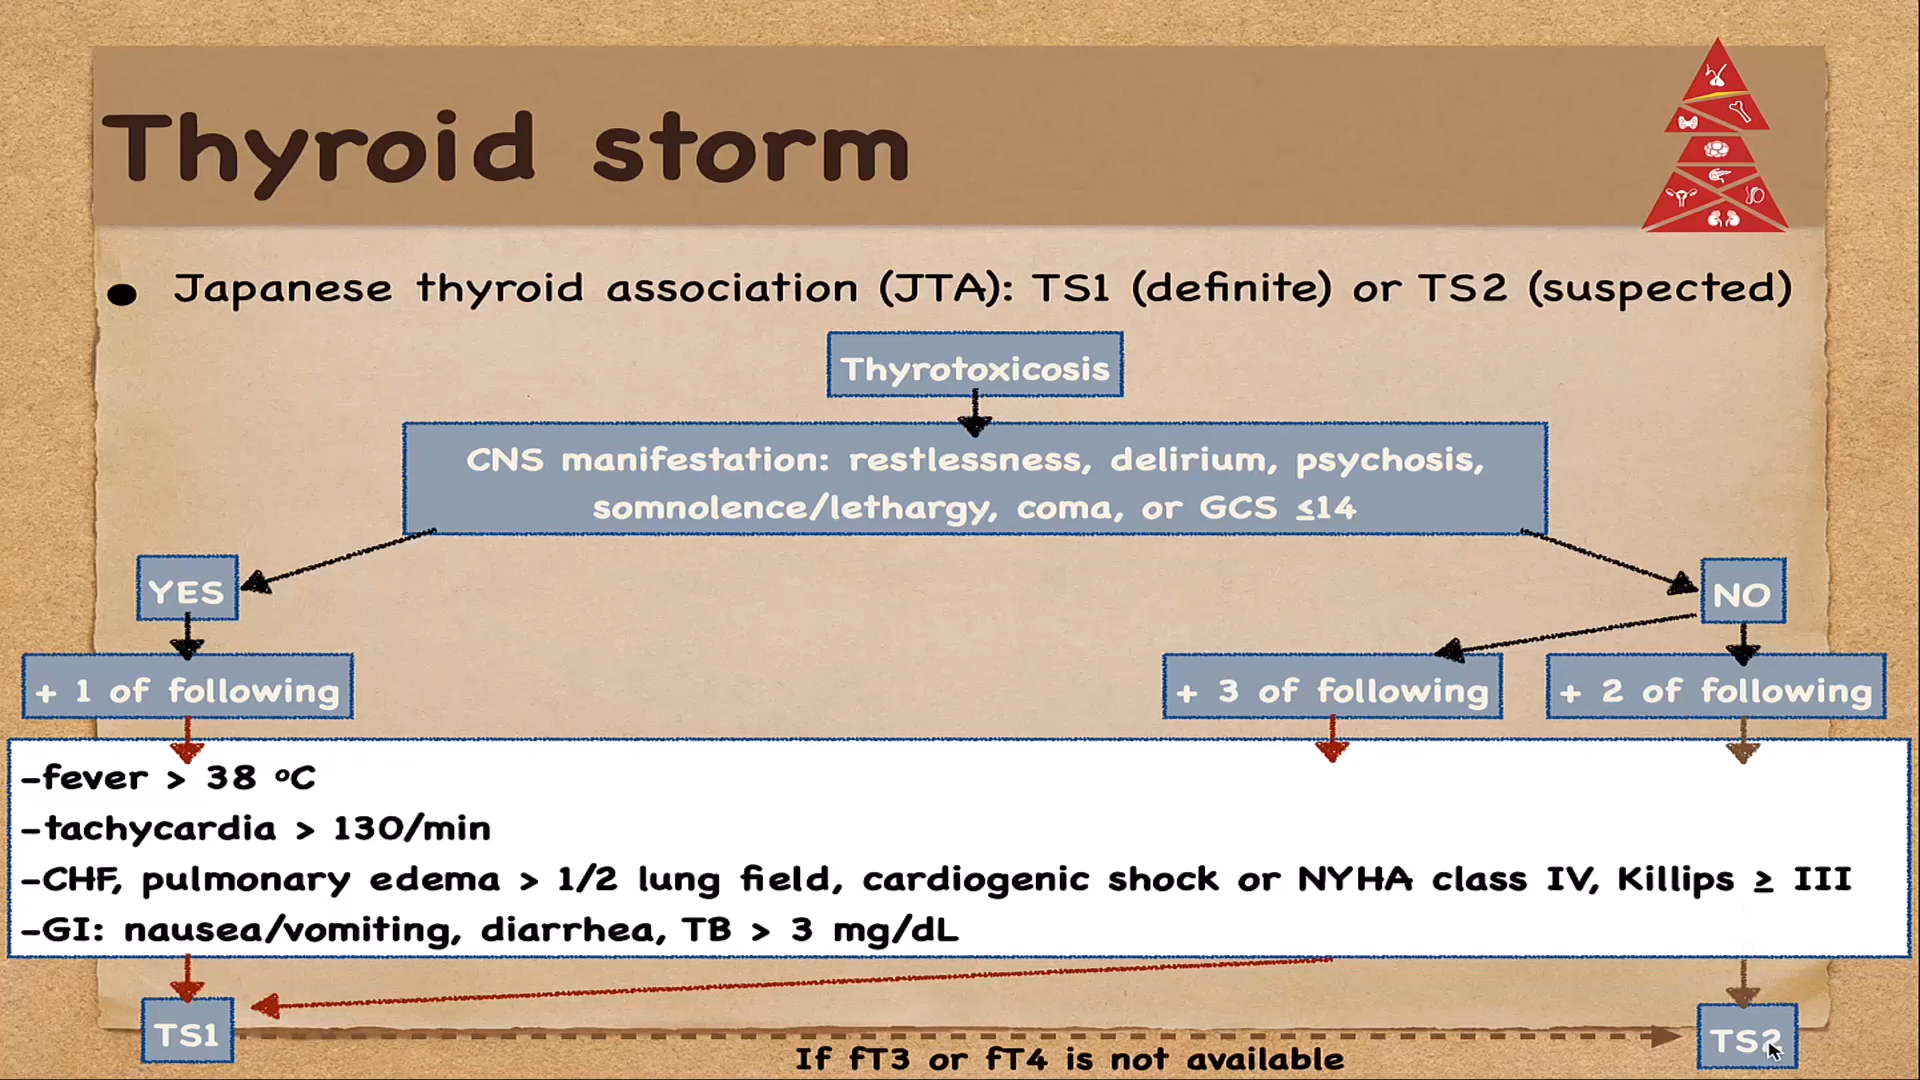 Thyroid storm
● Japanese thyroid association (JTA): TS1 (definite) or TS2 (suspected)
Thyrotoxicosis
CNS manifestation: restlessness, delirium, psychosis,
somnolence/lethargy, coma, or GCS ≤14
YES
NO
+ 1 of following
+ 3 of following
+ 2 of following
-fever > 38 °C
-tachycardia > 130/min
-CHF, pulmonary edema > 1/2 lung field, cardiogenic shock or NYHA class IV, Killips ≥ III
-GI: nausea/vomiting, diarrhea, TB > 3 mg/dL
TS1
TS2
If fT3 or fT4 is not available